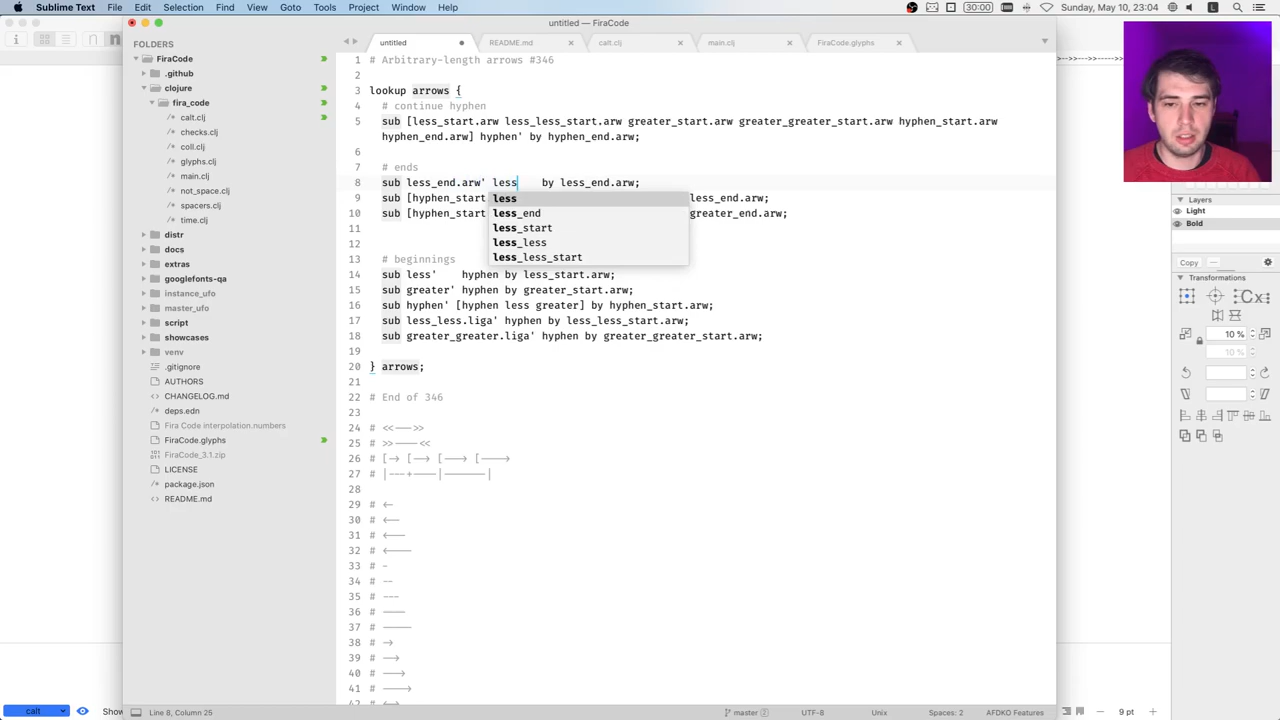 Sublime Text File Edit Selection Find View Goto Tools Project Window Help 30:00 L Sunday, May 10, 23:04
untitled — FiraCode
FOLDERS
FiraCode
.github
clojure
fira_code
calt.clj
checks.clj
coll.clj
glyphs.clj
main.clj
not_space.clj
spacers.clj
time.clj
distr
docs
extras
googlefonts-qa
instance_ufo
master_ufo
script
showcases
venv
.gitignore
AUTHORS
CHANGELOG.md
deps.edn
Fira Code interpolation.numbers
FiraCode.glyphs
FiraCode_3.1.zip
LICENSE
package.json
README.md
untitled README.md calt.clj main.clj FiraCode.glyphs
1 # Arbitrary-length arrows #346
2
3 lookup arrows {
4 # continue hyphen
5 sub [less_start.arw less_less_start.arw greater_start.arw greater_greater_start.arw hyphen_start.arw
hyphen_end.arw] hyphen' by hyphen_end.arw;
6
7 # ends
8 sub less_end.arw' less by less_end.arw;
9 sub [hyphen_start less_end.arw;
10 sub [hyphen_start greater_end.arw;
less
less_end
less_start
less_less
less_less_start
11
12
13 # beginnings
14 sub less' hyphen by less_start.arw;
15 sub greater' hyphen by greater_start.arw;
16 sub hyphen' [hyphen less greater] by hyphen_start.arw;
17 sub less_less.liga' hyphen by less_less_start.arw;
18 sub greater_greater.liga' hyphen by greater_greater_start.arw;
19
20 } arrows;
21
22 # End of 346
23
24 # <<--->>
25 # >>----<<
26 # [-> [--> [---> [---->
27 # |---+----|-------|
28
29 # <-
30 # <--
31 # <---
32 # <----
33 # -
34 # --
35 # ---
36 # ----
37 # -----
38 # ->
39 # -->
40 # --->
41 # ---->
42 # <->
Line 8, Column 25 master 2 UTF-8 Unix Spaces: 2 AFDKO Features
Layers
Light
Bold
Copy
Transformations
10 %
10 %
calt Show
9 pt